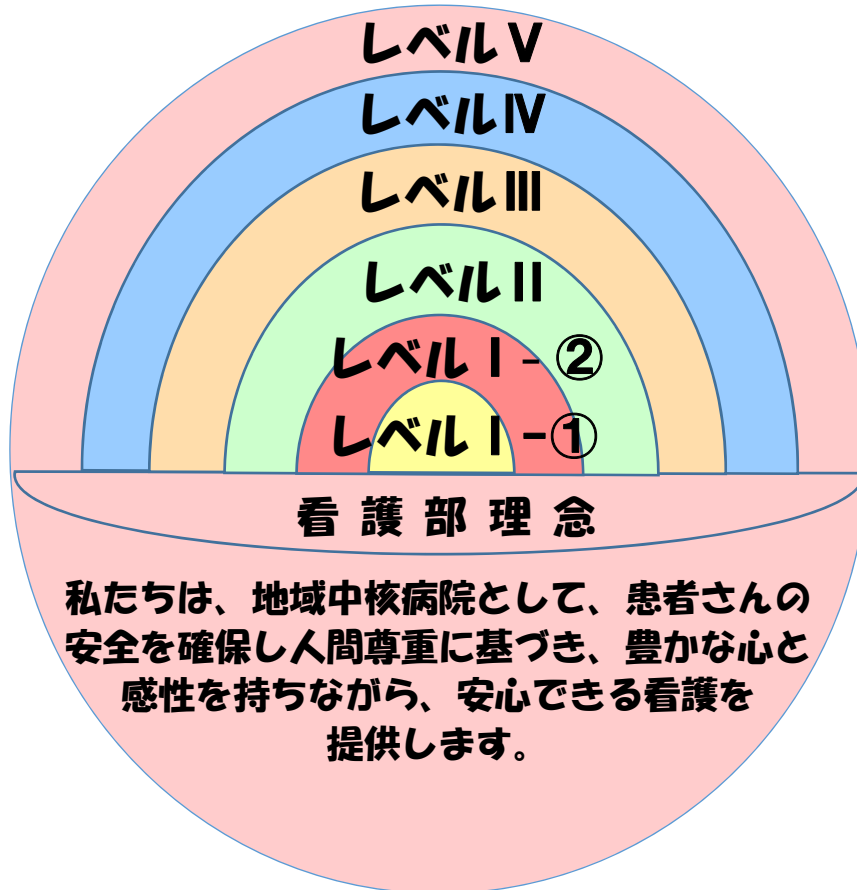 レベルⅤ
レベルⅣ
レベルⅢ
レベルⅡ
レベルⅠ-②
レベルⅠ-①
看護部理念
私たちは、地域中核病院として、患者さんの
安全を確保し人間尊重に基づき、豊かな心と
感性を持ちながら、安心できる看護を
提供します。